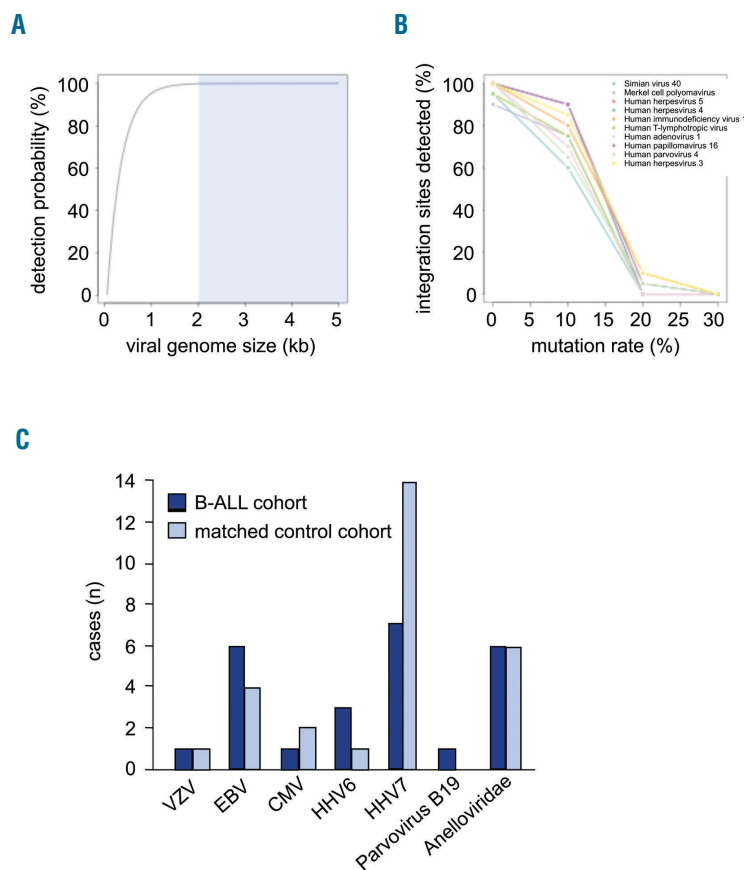 A
detection probability (%)
100
80
60
40
20
0
0 1 2 3 4 5
viral genome size (kb)
B
integration sites detected (%)
100
80
60
40
20
0
0 5 10 15 20 25 30
mutation rate (%)
Simian virus 40
Merkel cell polyomavirus
Human herpesvirus 5
Human herpesvirus 4
Human immunodeficiency virus 1
Human T-lymphotropic virus
Human adenovirus 1
Human papillomavirus 16
Human parvovirus 4
Human herpesvirus 3
C
cases (n)
14
12
10
8
6
4
2
0
B-ALL cohort
matched control cohort
VZV
EBV
CMV
HHV6
HHV7
Parvovirus B19
Anelloviridae